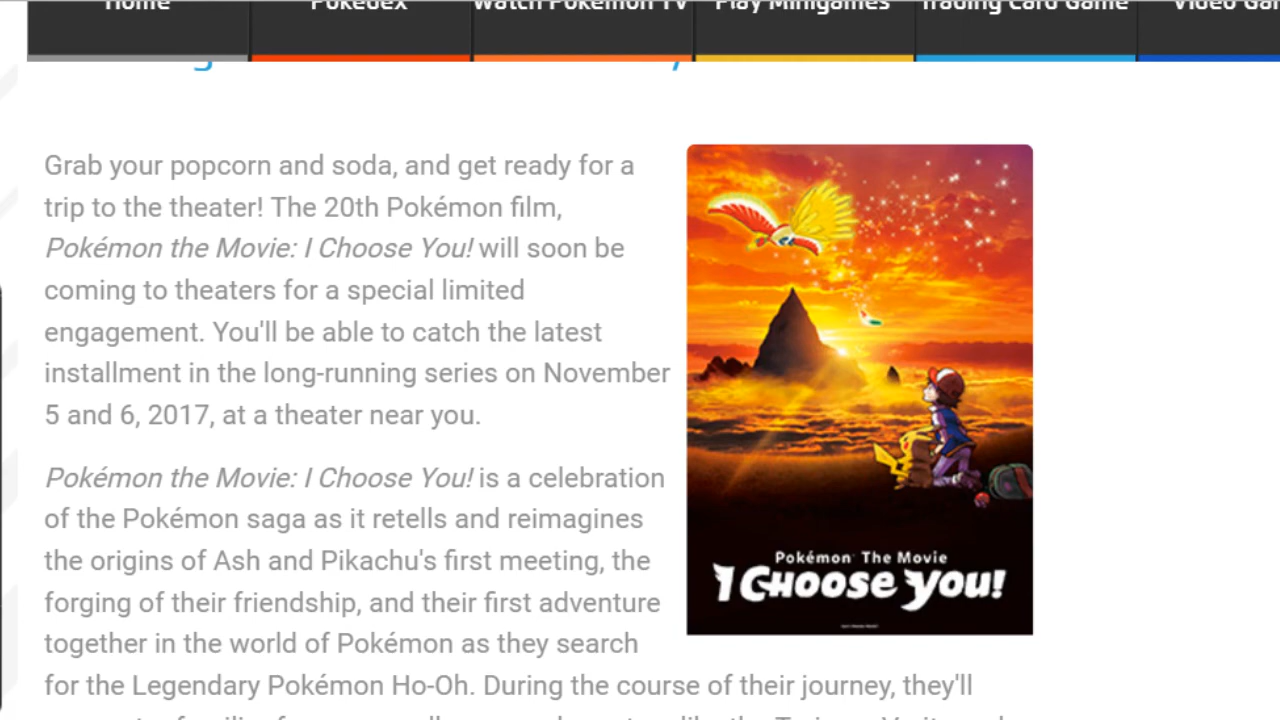 Home Pokédex Watch Pokémon TV Play Minigames Trading Card Game
Grab your popcorn and soda, and get ready for a
trip to the theater! The 20th Pokémon film,
Pokémon the Movie: I Choose You! will soon be
coming to theaters for a special limited
engagement. You'll be able to catch the latest
installment in the long-running series on November
5 and 6, 2017, at a theater near you.
Pokémon the Movie: I Choose You! is a celebration
of the Pokémon saga as it retells and reimagines
the origins of Ash and Pikachu's first meeting, the
forging of their friendship, and their first adventure
together in the world of Pokémon as they search
for the Legendary Pokémon Ho-Oh. During the course of their journey, they'll
Pokémon The Movie
I Choose You!